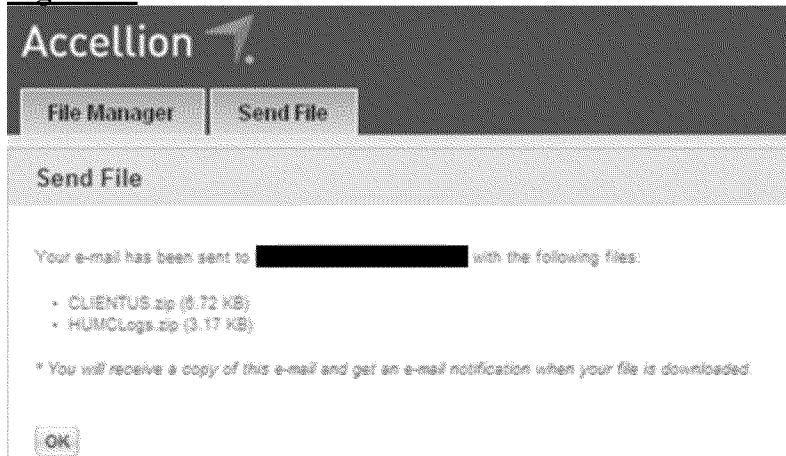 Accellion
File Manager Send File
Send File
Your e-mail has been sent to with the following files:
• CLIENTUS.zip (6.72 KB)
• HUMCLogs.zip (3.17 KB)
* You will receive a copy of this e-mail and get an e-mail notification when your file is downloaded.
OK